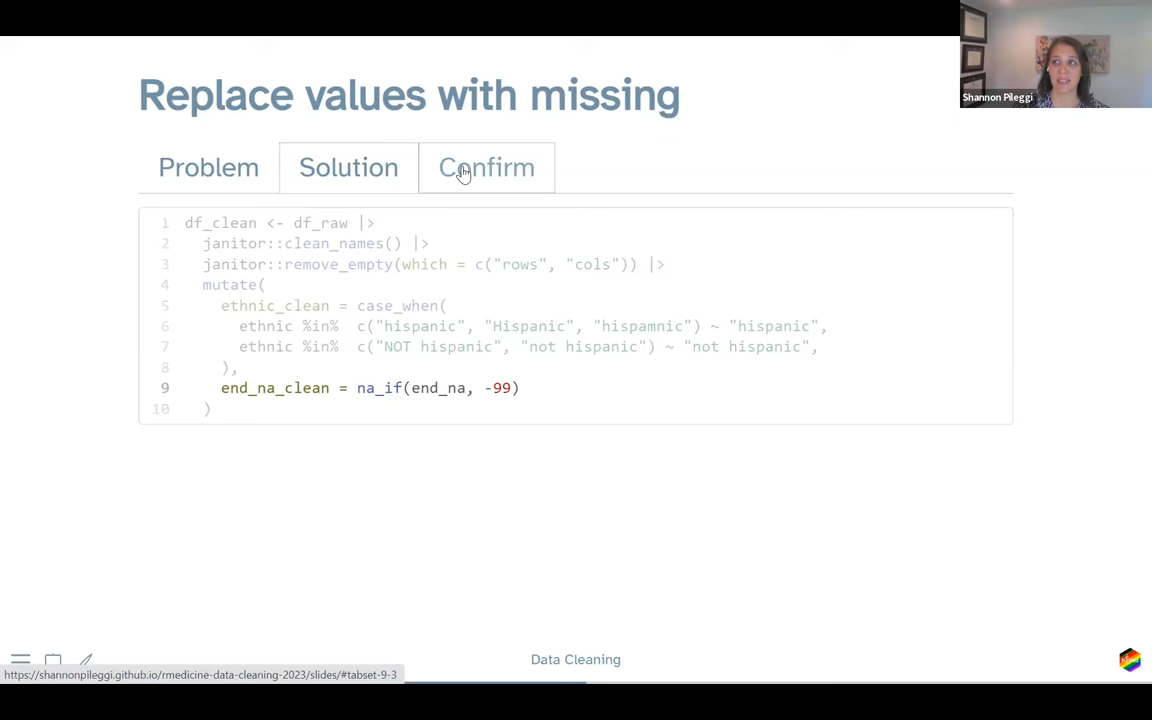 Shannon Pileggi
Replace values with missing
Problem
Solution
Confirm
1 df_clean <- df_raw |>
2 janitor::clean_names() |>
3 janitor::remove_empty(which = c("rows", "cols")) |>
4 mutate(
5 ethnic_clean = case_when(
6 ethnic %in%  c("hispanic", "Hispanic", "hispamnic") ~ "hispanic",
7 ethnic %in%  c("NOT hispanic", "not hispanic") ~ "not hispanic",
8 ),
9 end_na_clean = na_if(end_na, -99)
10 )
Data Cleaning
https://shannonpileggi.github.io/rmedicine-data-cleaning-2023/slides/#tabset-9-3